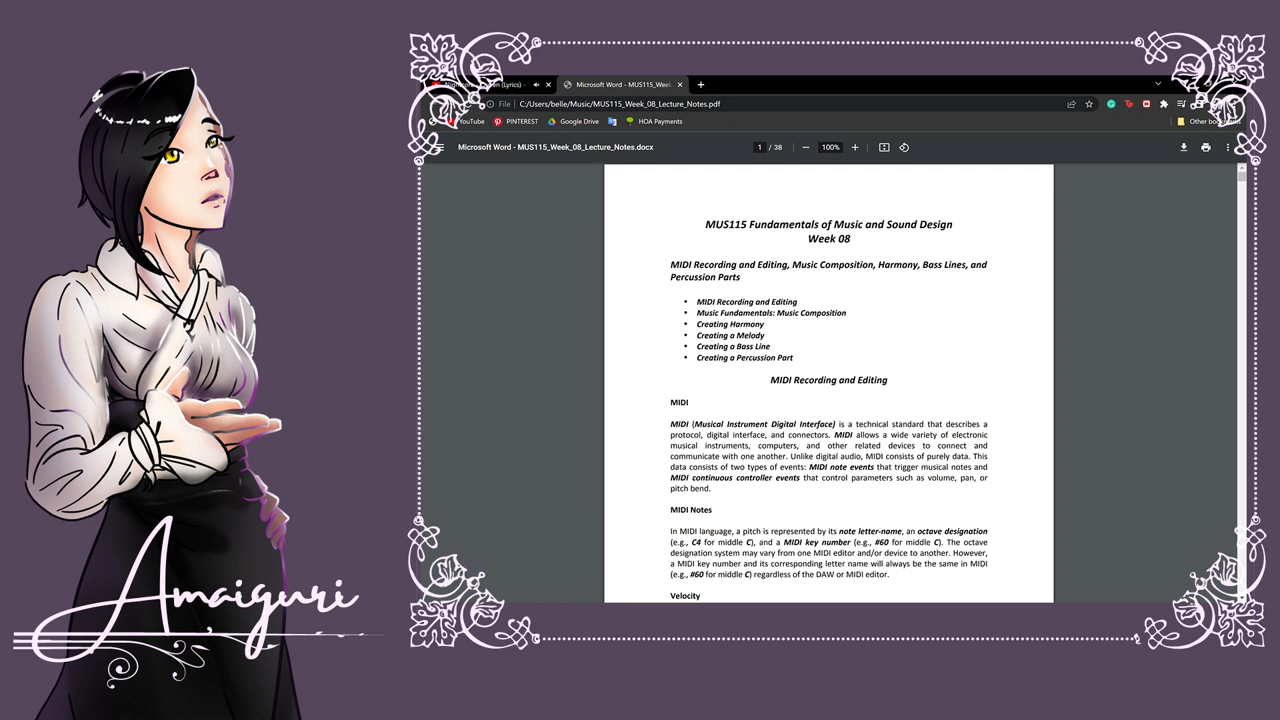 (Lyrics) -
Microsoft Word - MUS115_Week
File
C:/Users/belle/Music/MUS115_Week_08_Lecture_Notes.pdf
YouTube
PINTEREST
Google Drive
HOA Payments
Other
Microsoft Word - MUS115_Week_08_Lecture_Notes.docx
1 / 38
100%
MUS115 Fundamentals of Music and Sound Design
Week 08
MIDI Recording and Editing, Music Composition, Harmony, Bass Lines, and
Percussion Parts
• MIDI Recording and Editing
• Music Fundamentals: Music Composition
• Creating Harmony
• Creating a Melody
• Creating a Bass Line
• Creating a Percussion Part
MIDI Recording and Editing
MIDI
MIDI (Musical Instrument Digital Interface) is a technical standard that describes a
protocol, digital interface, and connectors. MIDI allows a wide variety of electronic
musical instruments, computers, and other related devices to connect and
communicate with one another. Unlike digital audio, MIDI consists of purely data. This
data consists of two types of events: MIDI note events that trigger musical notes and
MIDI continuous controller events that control parameters such as volume, pan, or
pitch bend.
MIDI Notes
In MIDI language, a pitch is represented by its note letter-name, an octave designation
(e.g., C4 for middle C), and a MIDI key number (e.g., #60 for middle C). The octave
designation system may vary from one MIDI editor and/or device to another. However,
a MIDI key number and its corresponding letter name will always be the same in MIDI
(e.g., #60 for middle C) regardless of the DAW or MIDI editor.
Velocity
Amaiguri